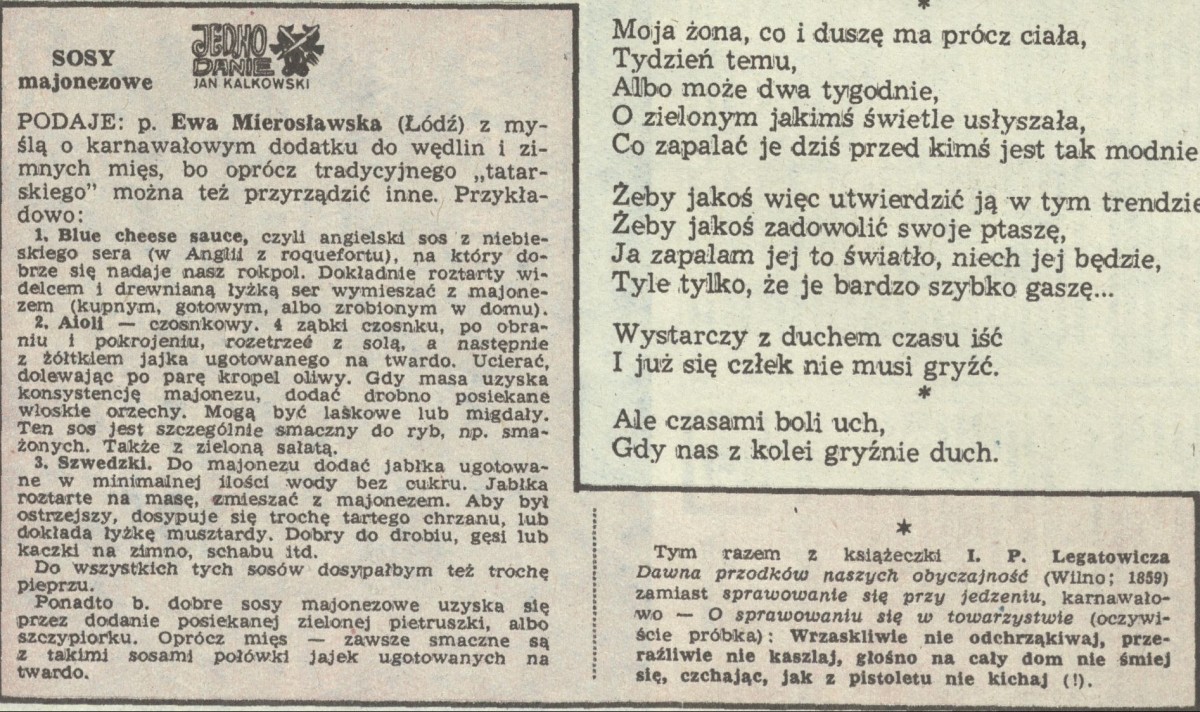 SOSY
majonezowe
JEDNO
DANIE
JAN KALKOWSKI
PODAJE: p. Ewa Mierosławska (Łódź) z my-
ślą o karnawałowym dodatku do wędlin i zi-
mnych mięs, bo oprócz tradycyjnego „tatar-
skiego” można też przyrządzić inne. Przykła-
dowo:
1. Blue cheese sauce, czyli angielski sos z niebie-
skiego sera (w Anglii z roquefortu), na który do-
brze się nadaje nasz rokpol. Dokładnie roztarty wi-
delcem i drewnianą łyżką ser wymieszać z majone-
zem (kupnym, gotowym, albo zrobionym w domu).
2. Aioli — czosnkowy. 4 ząbki czosnku, po obra-
niu i pokrojeniu, rozetrzeć z solą, a następnie
z żółtkiem jajka ugotowanego na twardo. Ucierać,
dolewając po parę kropel oliwy. Gdy masa uzyska
konsystencję majonezu, dodać drobno posiekane
włoskie orzechy. Mogą być laskowe lub migdały.
Ten sos jest szczególnie smaczny do ryb, np. sma-
żonych. Także z zieloną sałatą.
3. Szwedzki. Do majonezu dodać jabłka ugotowa-
ne w minimalnej ilości wody bez cukru. Jabłka
roztarte na masę, zmieszać z majonezem. Aby był
ostrzejszy, dosypuje się trochę tartego chrzanu, lub
dokłada łyżkę musztardy. Dobry do drobiu, gęsi lub
kaczki na zimno, schabu itd.
Do wszystkich tych sosów dosypałbym też trochę
pieprzu.
Ponadto b. dobre sosy majonezowe uzyska się
przez dodanie posiekanej zielonej pietruszki, albo
szczypiorku. Oprócz mięs — zawsze smaczne są
z takimi sosami połówki jajek ugotowanych na
twardo.
*
Moja żona, co i duszę ma prócz ciała,
Tydzień temu,
Albo może dwa tygodnie,
O zielonym jakimś świetle usłyszała,
Co zapalać je dziś przed kimś jest tak modnie
Żeby jakoś więc utwierdzić ją w tym trendzie
Żeby jakoś zadowolić swoje ptaszę,
Ja zapalam jej to światło, niech jej będzie,
Tyle tylko, że je bardzo szybko gaszę...
Wystarczy z duchem czasu iść
I już się człek nie musi gryźć.
*
Ale czasami boli uch,
Gdy nas z kolei gryźnie duch.
*
Tym razem z książeczki I. P. Legatowicza
Dawna przodków naszych obyczajność (Wilno; 1859)
zamiast sprawowanie się przy jedzeniu, karnawało-
wo — O sprawowaniu się w towarzystwie (oczywi-
ście próbka): Wrzaskliwie nie odchrząkiwaj, prze-
raźliwie nie kaszlaj, głośno na cały dom nie śmiej
się, czchając, jak z pistoletu nie kichaj (!).